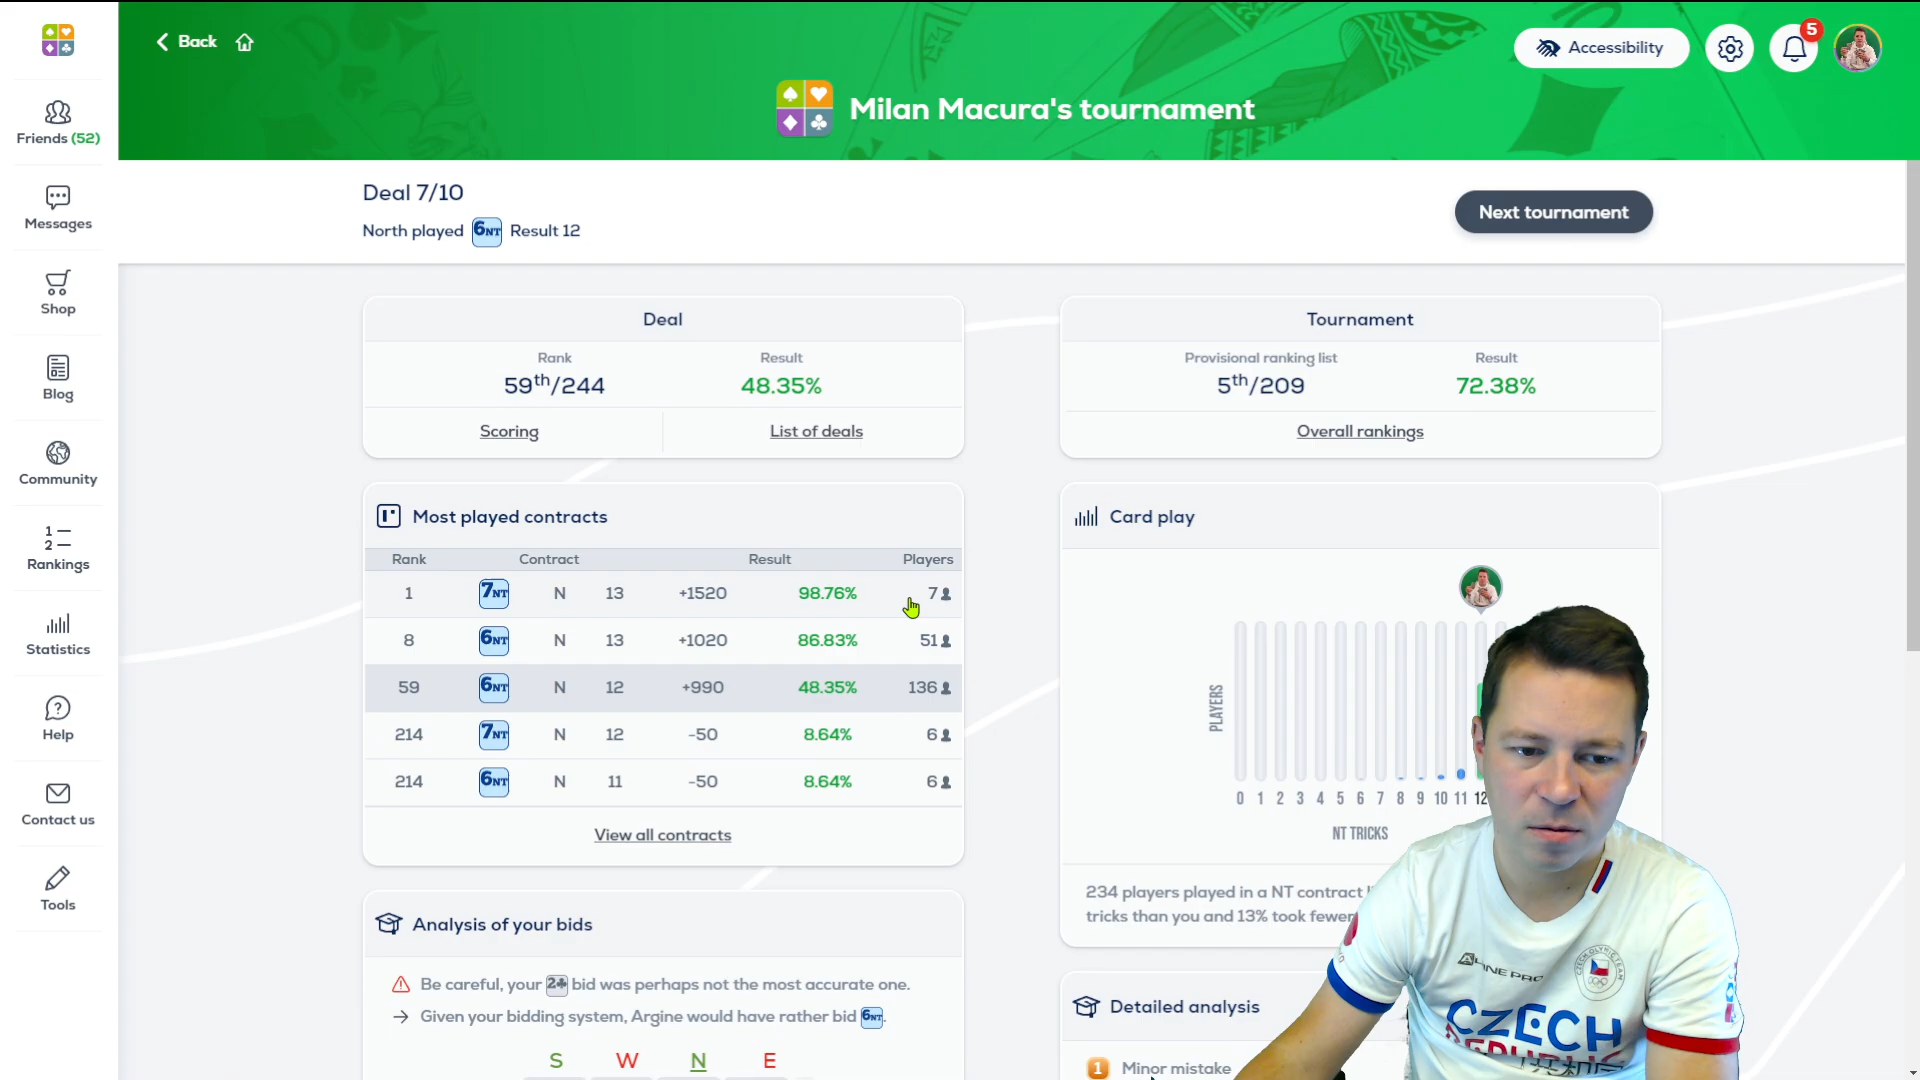 Back
Accessibility
5
Milan Macura's tournament
Friends (52)
Messages
Shop
Blog
Community
1
2
Rankings
Statistics
Help
Contact us
Tools
Deal 7/10
North played 6NT Result 12
Next tournament
Deal
Rank Result
59th/244 48.35%
Scoring List of deals
Tournament
Provisional ranking list Result
5th/209 72.38%
Overall rankings
Most played contracts
Rank Contract Result Players
1 7NT N 13 +1520 98.76% 7
8 6NT N 13 +1020 86.83% 51
59 6NT N 12 +990 48.35% 136
214 7NT N 12 -50 8.64% 6
214 6NT N 11 -50 8.64% 6
View all contracts
Card play
PLAYERS
0 1 2 3 4 5 6 7 8 9 10 11 12
NT TRICKS
234 players played in a NT contract
tricks than you and 13% took fewer
Analysis of your bids
Be careful, your 2♣ bid was perhaps not the most accurate one.
Given your bidding system, Argine would have rather bid 6NT.
S W N E
Detailed analysis
1 Minor mistake
ALPINE PRO
CZECH OLYMPIC TEAM
CZECH
REPUBLIC